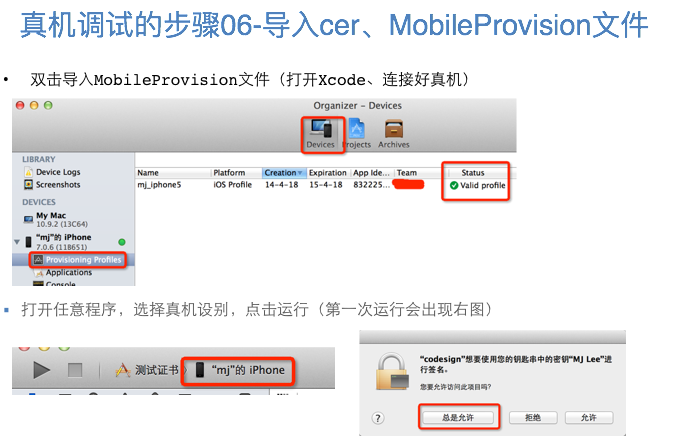 真机调试的步骤06-导入cer、MobileProvision文件
• 双击导入MobileProvision文件（打开Xcode、连接好真机）
Organizer – Devices
Devices Projects Archives
LIBRARY
Device Logs
Screenshots
DEVICES
My Mac
10.9.2 (13C64)
"mj"的 iPhone
7.0.6 (11B651)
Provisioning Profiles
Applications
Console
Name Platform Creation Expiration App Ide... Team Status
mj_iphone5 iOS Profile 14-4-18 15-4-18 832225... Valid profile
▪ 打开任意程序，选择真机设别，点击运行（第一次运行会出现右图）
测试证书 〉 "mj"的 iPhone
"codesign"想要使用您的钥匙串中的密钥"MJ Lee"进
行签名。
您要允许访问此项目吗?
? 总是允许 拒绝 允许